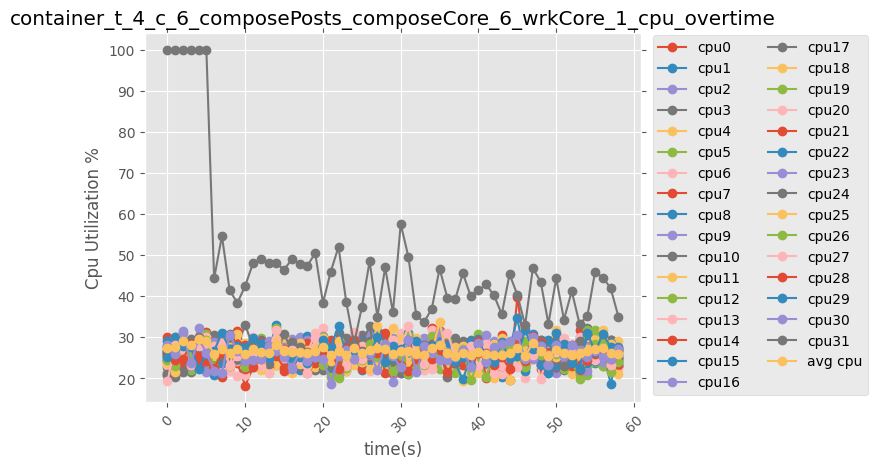 container_t_4_c_6_composePosts_composeCore_6_wrkCore_1_cpu_overtime
Cpu Utilization %
100
90
80
70
60
50
40
30
20
0
10
20
30
40
50
60
time(s)
cpu0
cpu1
cpu2
cpu3
cpu4
cpu5
cpu6
cpu7
cpu8
cpu9
cpu10
cpu11
cpu12
cpu13
cpu14
cpu15
cpu16
cpu17
cpu18
cpu19
cpu20
cpu21
cpu22
cpu23
cpu24
cpu25
cpu26
cpu27
cpu28
cpu29
cpu30
cpu31
avg cpu